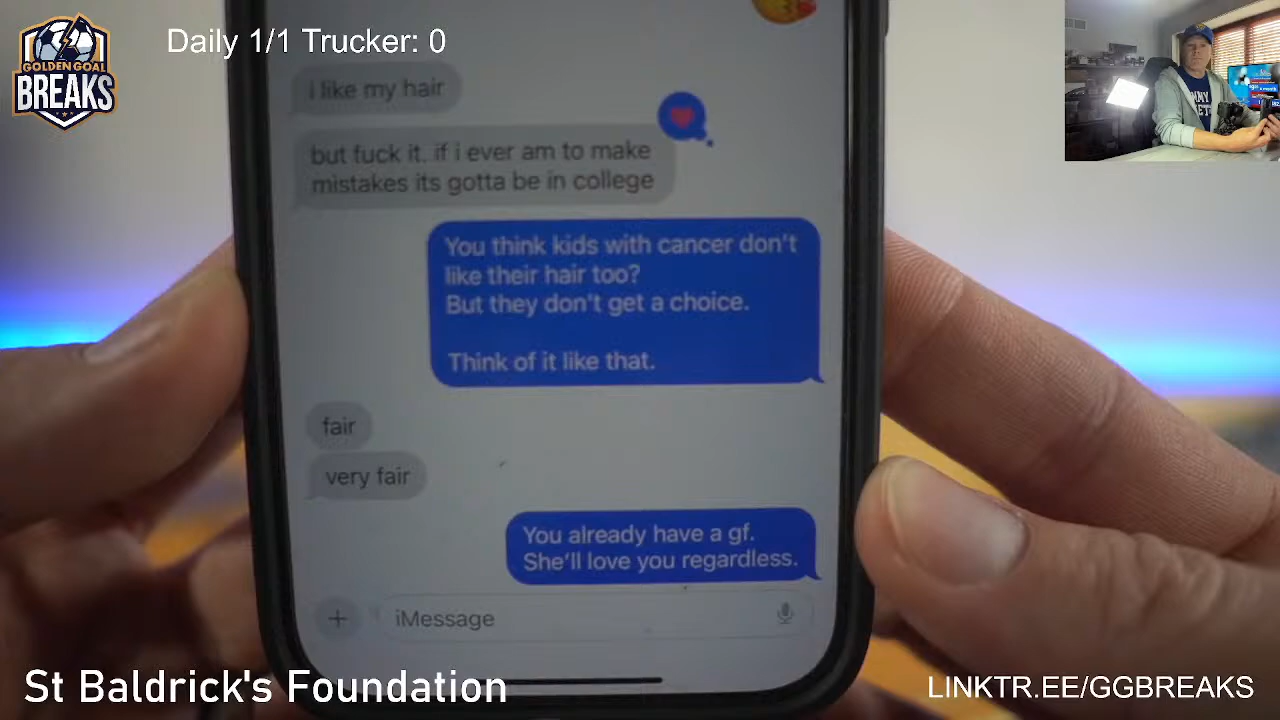 GOLDEN GOAL
BREAKS
Daily 1/1 Trucker: 0
i like my hair
but fuck it. if i ever am to make
mistakes its gotta be in college
You think kids with cancer don't
like their hair too?
But they don't get a choice.
Think of it like that.
fair
very fair
You already have a gf.
She'll love you regardless.
+
iMessage
St Baldrick's Foundation
LINKTR.EE/GGBREAKS